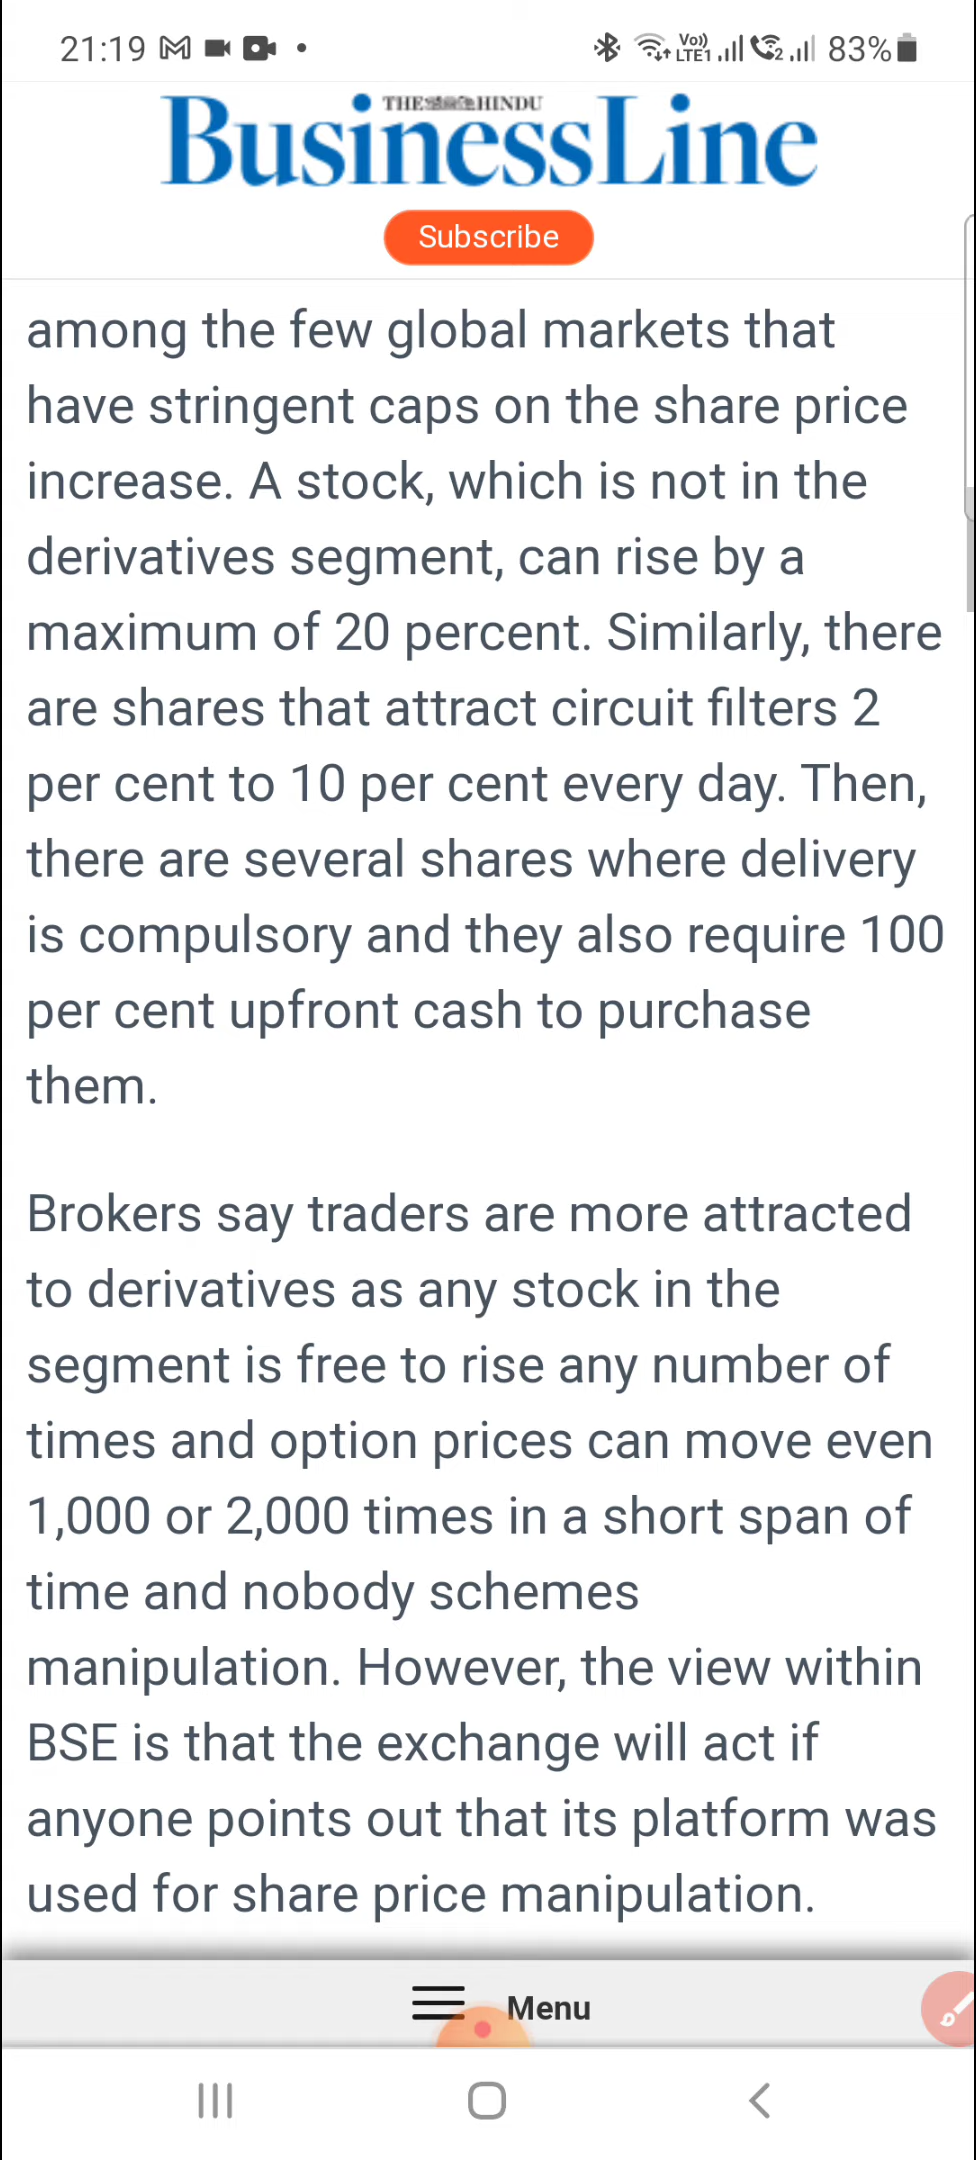 21:19
Vo))
LTE1
2
83%
THE HINDU
BusinessLine
Subscribe
among the few global markets that
have stringent caps on the share price
increase. A stock, which is not in the
derivatives segment, can rise by a
maximum of 20 percent. Similarly, there
are shares that attract circuit filters 2
per cent to 10 per cent every day. Then,
there are several shares where delivery
is compulsory and they also require 100
per cent upfront cash to purchase
them.
Brokers say traders are more attracted
to derivatives as any stock in the
segment is free to rise any number of
times and option prices can move even
1,000 or 2,000 times in a short span of
time and nobody schemes
manipulation. However, the view within
BSE is that the exchange will act if
anyone points out that its platform was
used for share price manipulation.
Menu